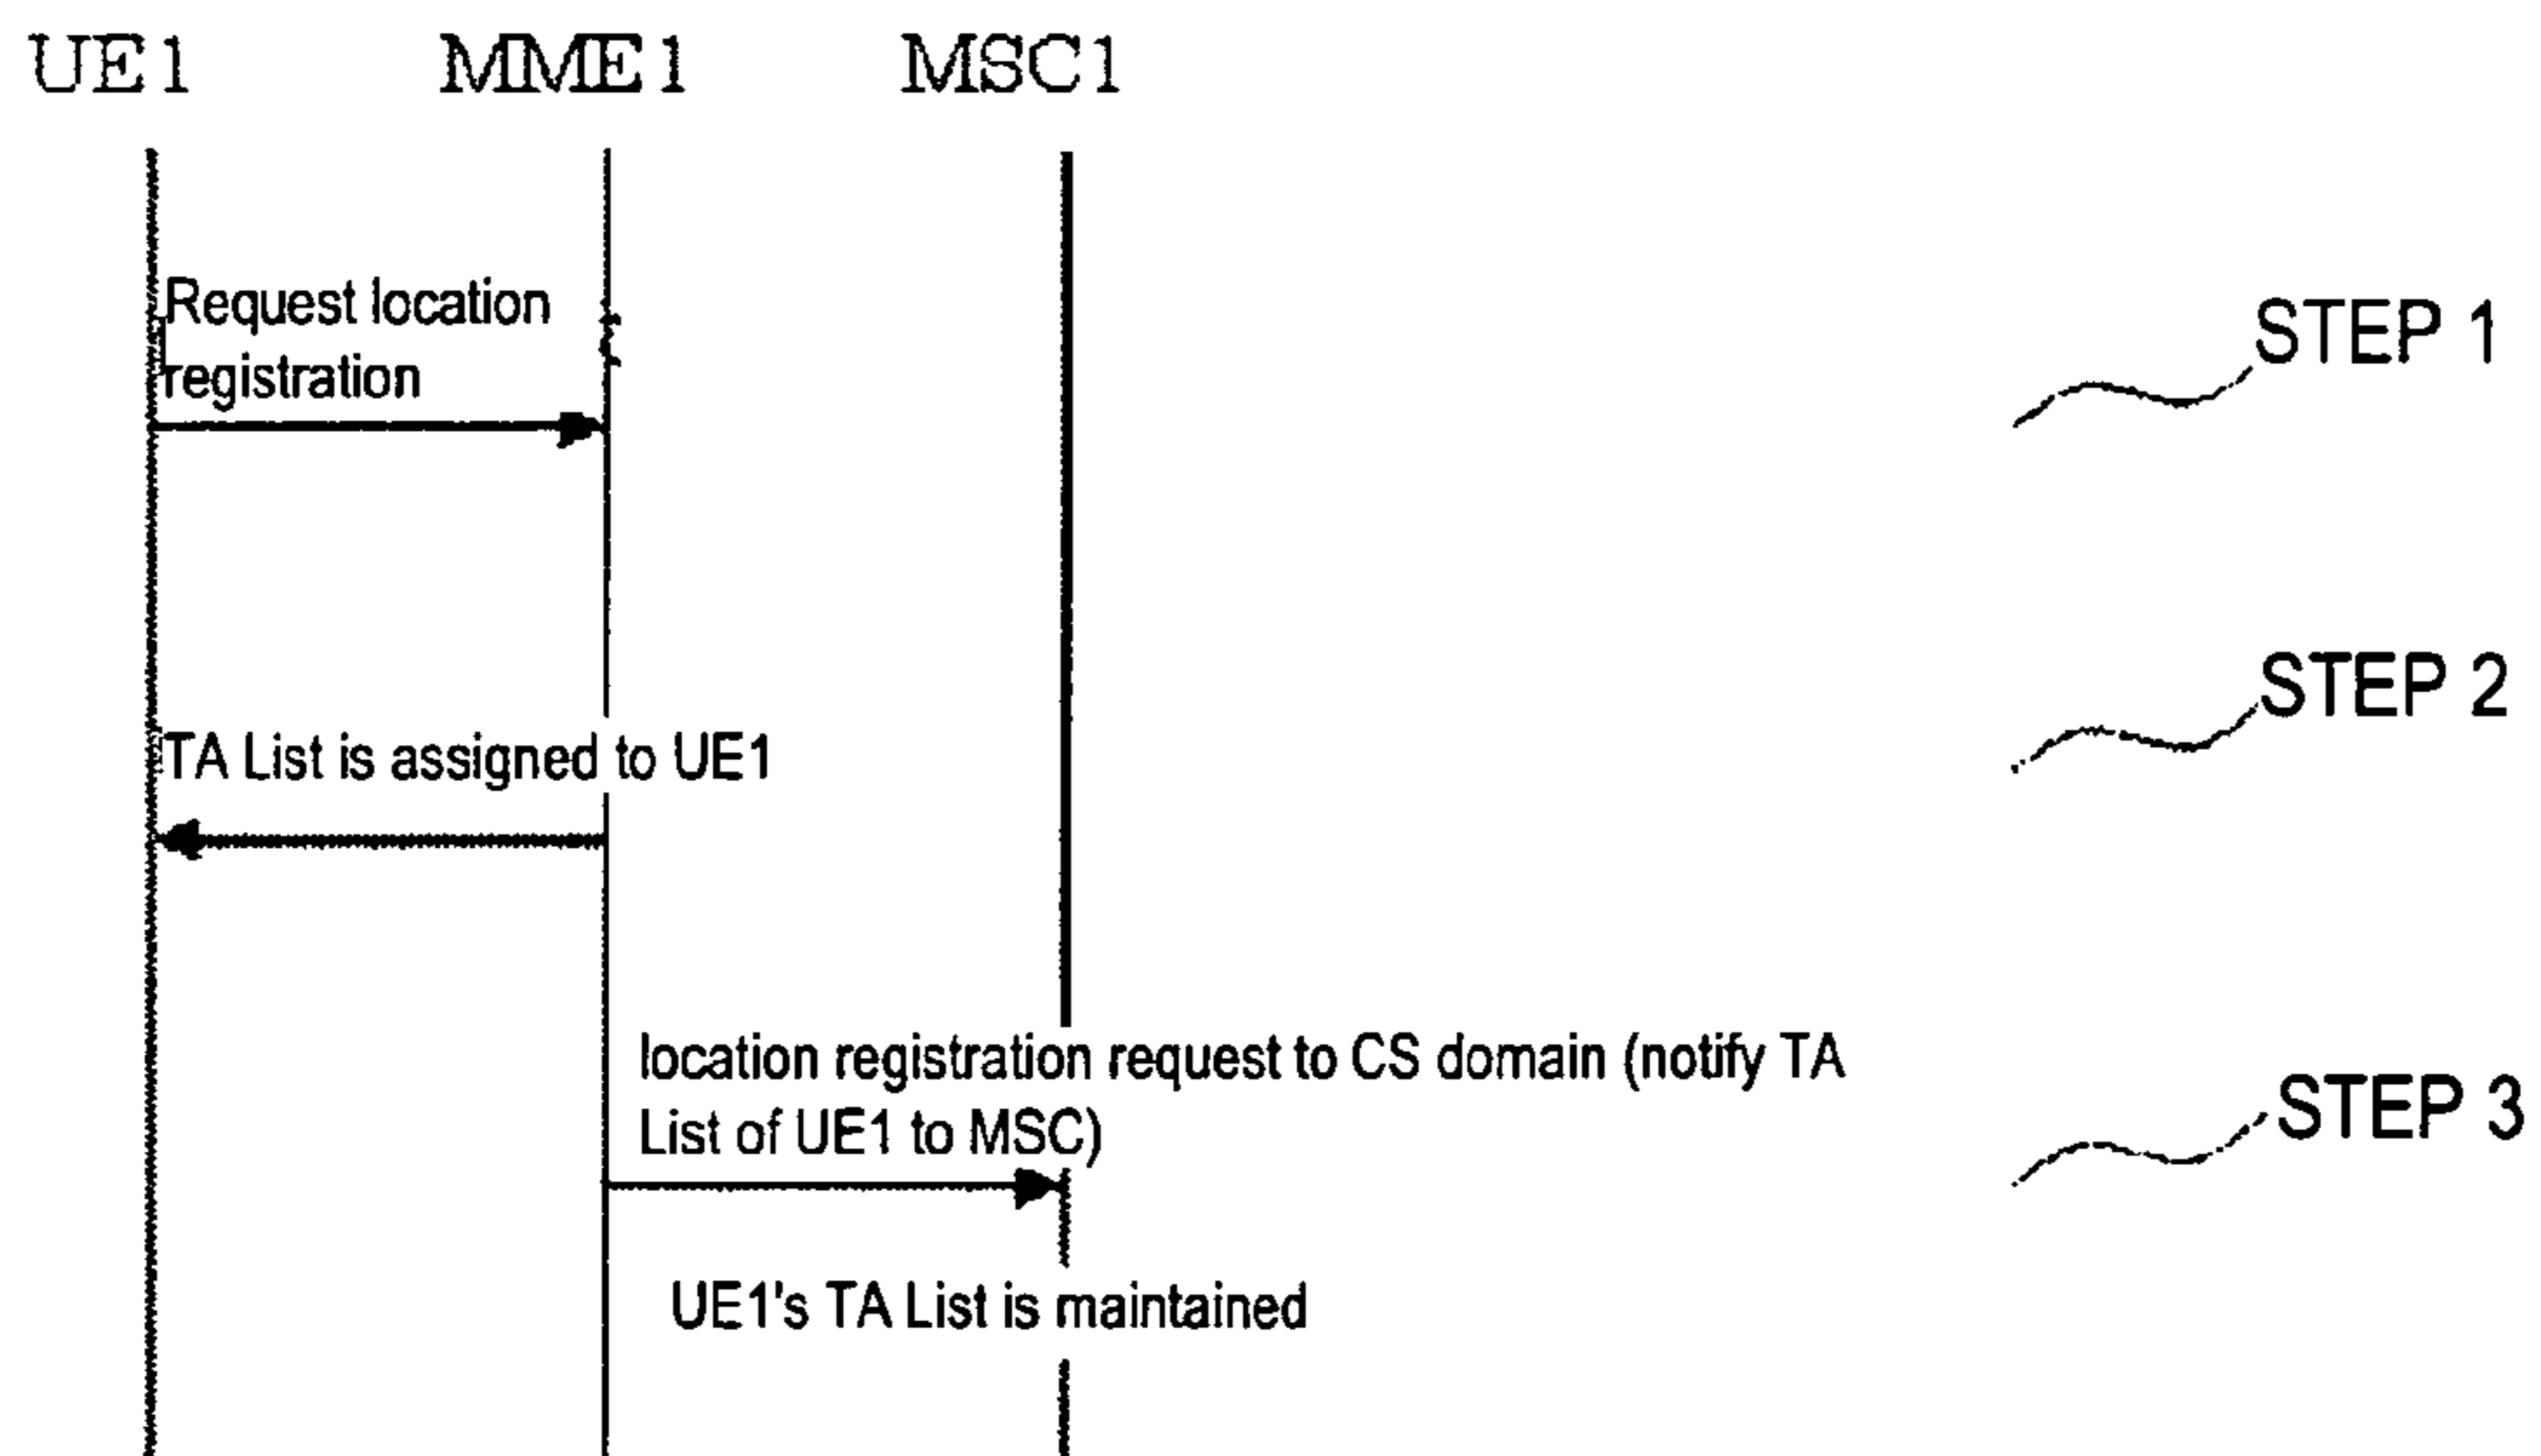 UE1 MME1 MSC1
Request location
registration
STEP 1
STEP 2
TA List is assigned to UE1
location registration request to CS domain (notify TA
List of UE1 to MSC)
STEP 3
UE1's TA List is maintained